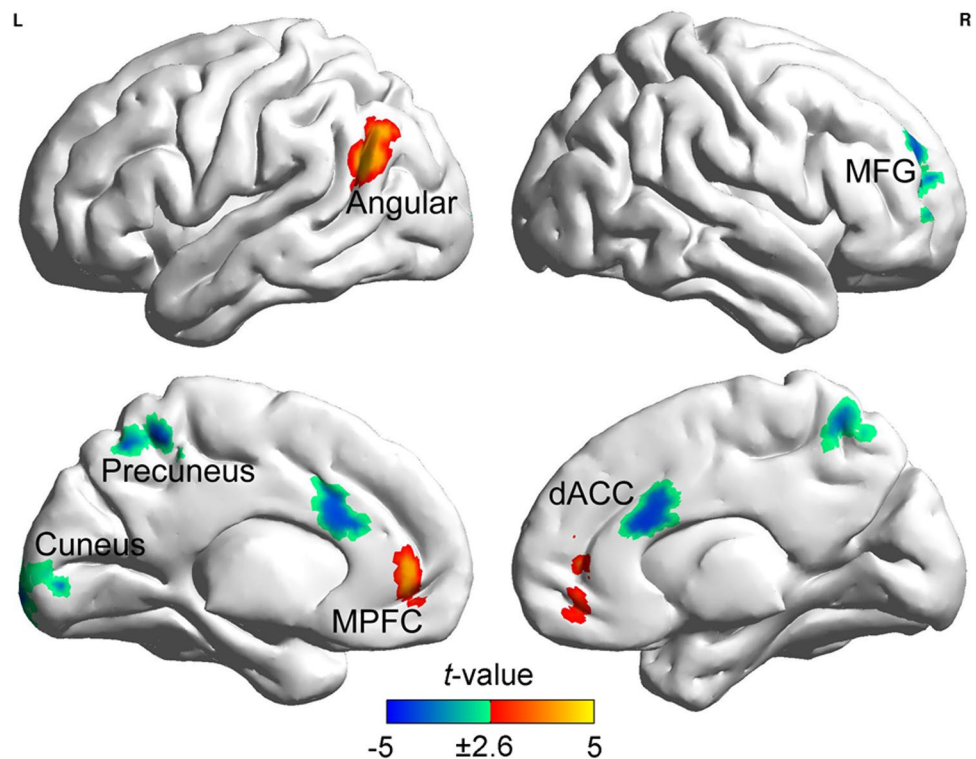 L
R
MFG
Angular
Precuneus
dACC
Cuneus
MPFC
t-value
-5 ±2.6 5